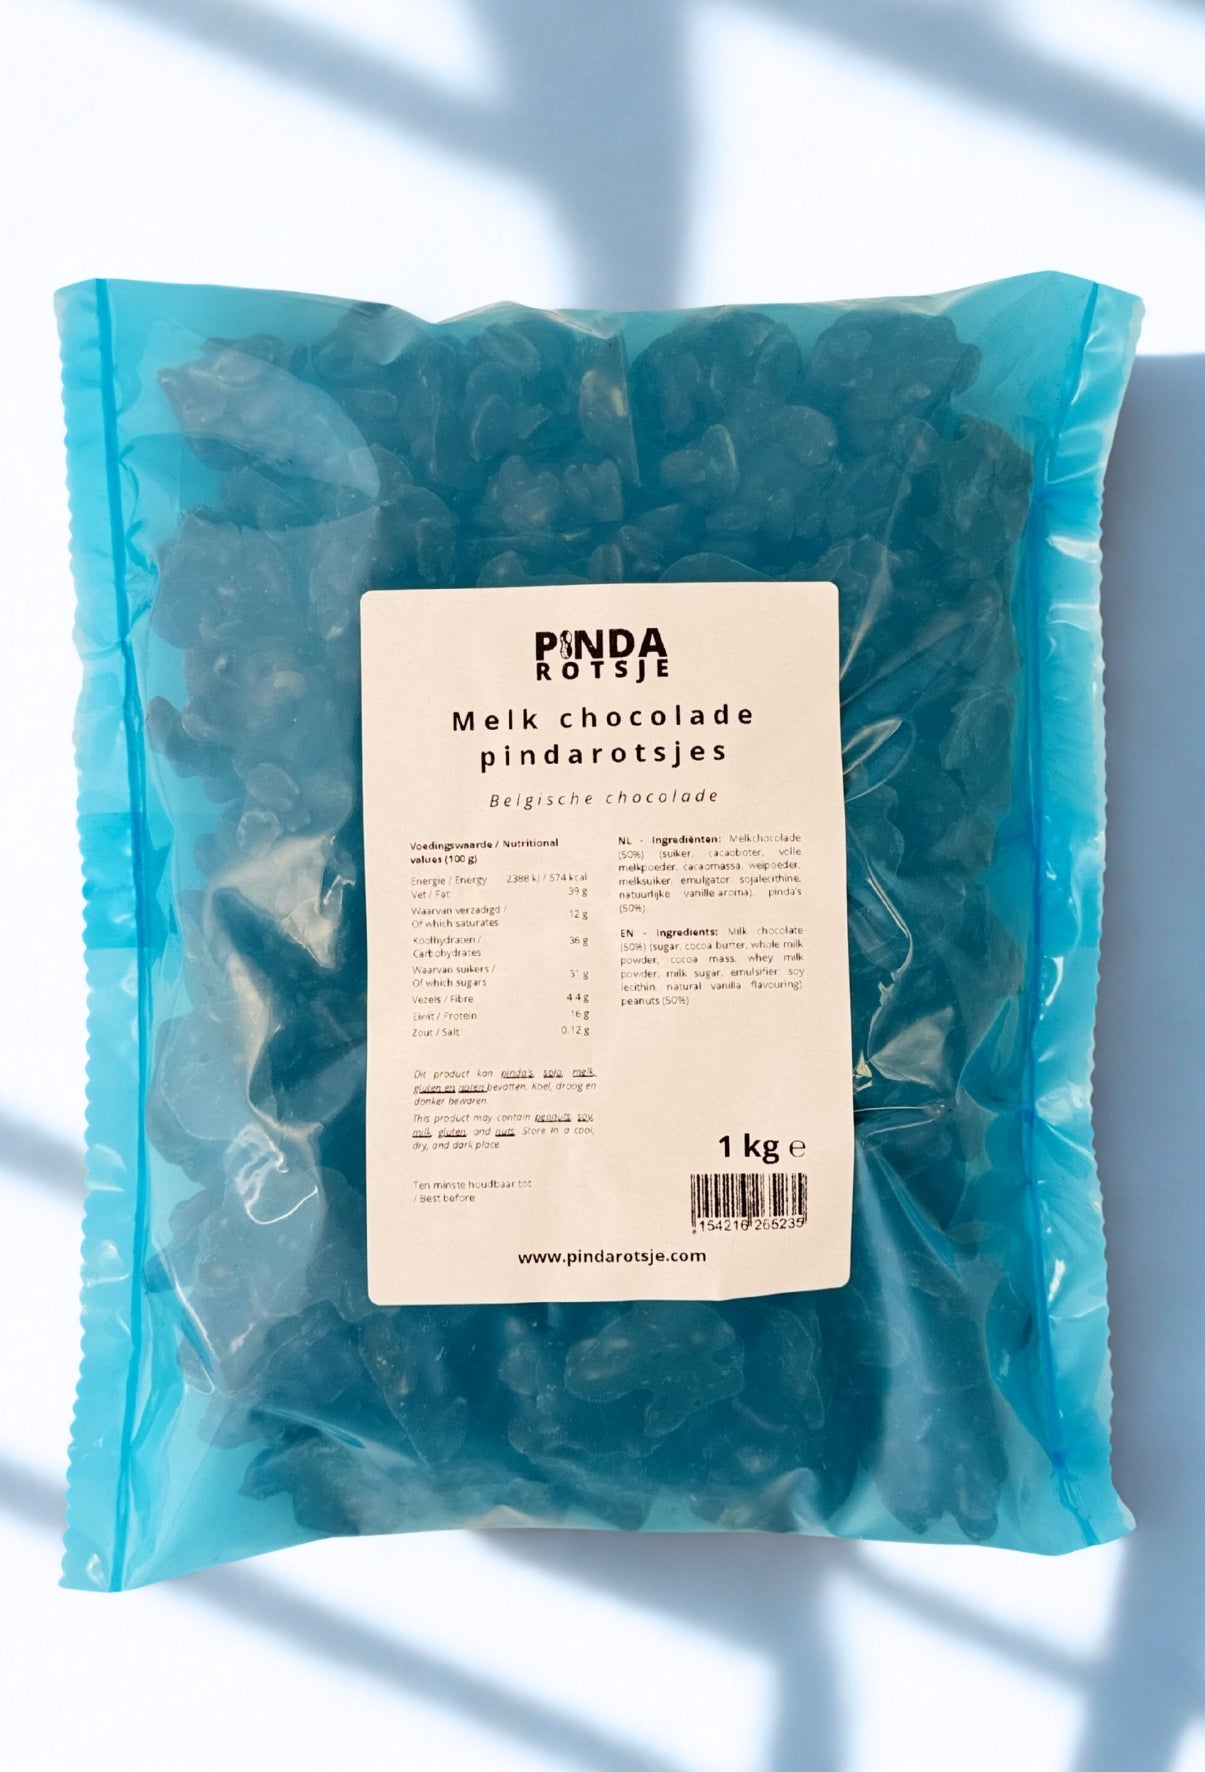 PINDA
ROTSJE
Melk chocolade
pindarotsjes
Belgische chocolade
Voedingswaarde / Nutritional
values (100 g)
Energie / Energy 2388 kJ / 574 kcal
Vet / Fat 39 g
Waarvan verzadigd / 12 g
Of which saturates
Koolhydraten / 36 g
Carbohydrates
Waarvan suikers / 31 g
Of which sugars
Vezels / Fibre 4.4 g
Eiwit / Protein 16 g
Zout / Salt 0.12 g
Dit product kan pinda's, soja, melk,
gluten en noten bevatten. Koel, droog en
donker bewaren.
This product may contain peanuts, soy,
milk, gluten, and nuts. Store in a cool,
dry, and dark place.
Ten minste houdbaar tot
/ Best before:
NL - Ingrediënten: Melkchocolade
(50%) (suiker, cacaoboter, volle
melkpoeder, cacaomassa, weipoeder,
melksuiker, emulgator: sojalecithine,
natuurlijke vanille aroma), pinda's
(50%)
EN - Ingredients: Milk chocolate
(50%) (sugar, cocoa butter, whole milk
powder, cocoa mass, whey milk
powder, milk sugar, emulsifier: soy
lecithin, natural vanilla flavouring)
peanuts (50%)
1 kg ℮
154216 265235
www.pindarotsje.com